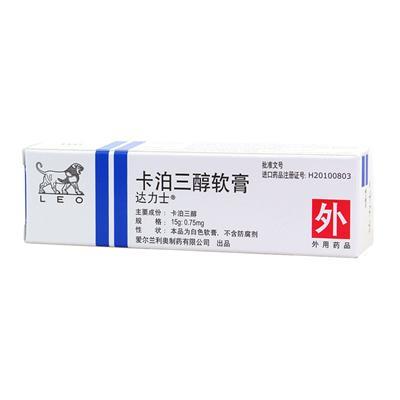 LEO
卡泊三醇软膏
达力士®
主要成份：卡泊三醇
规格：15g:0.75mg
性状：本品为白色软膏，不含防腐剂
爱尔兰利奥制药有限公司 出品
批准文号
进口药品注册证号：H20100803
外
外用药品